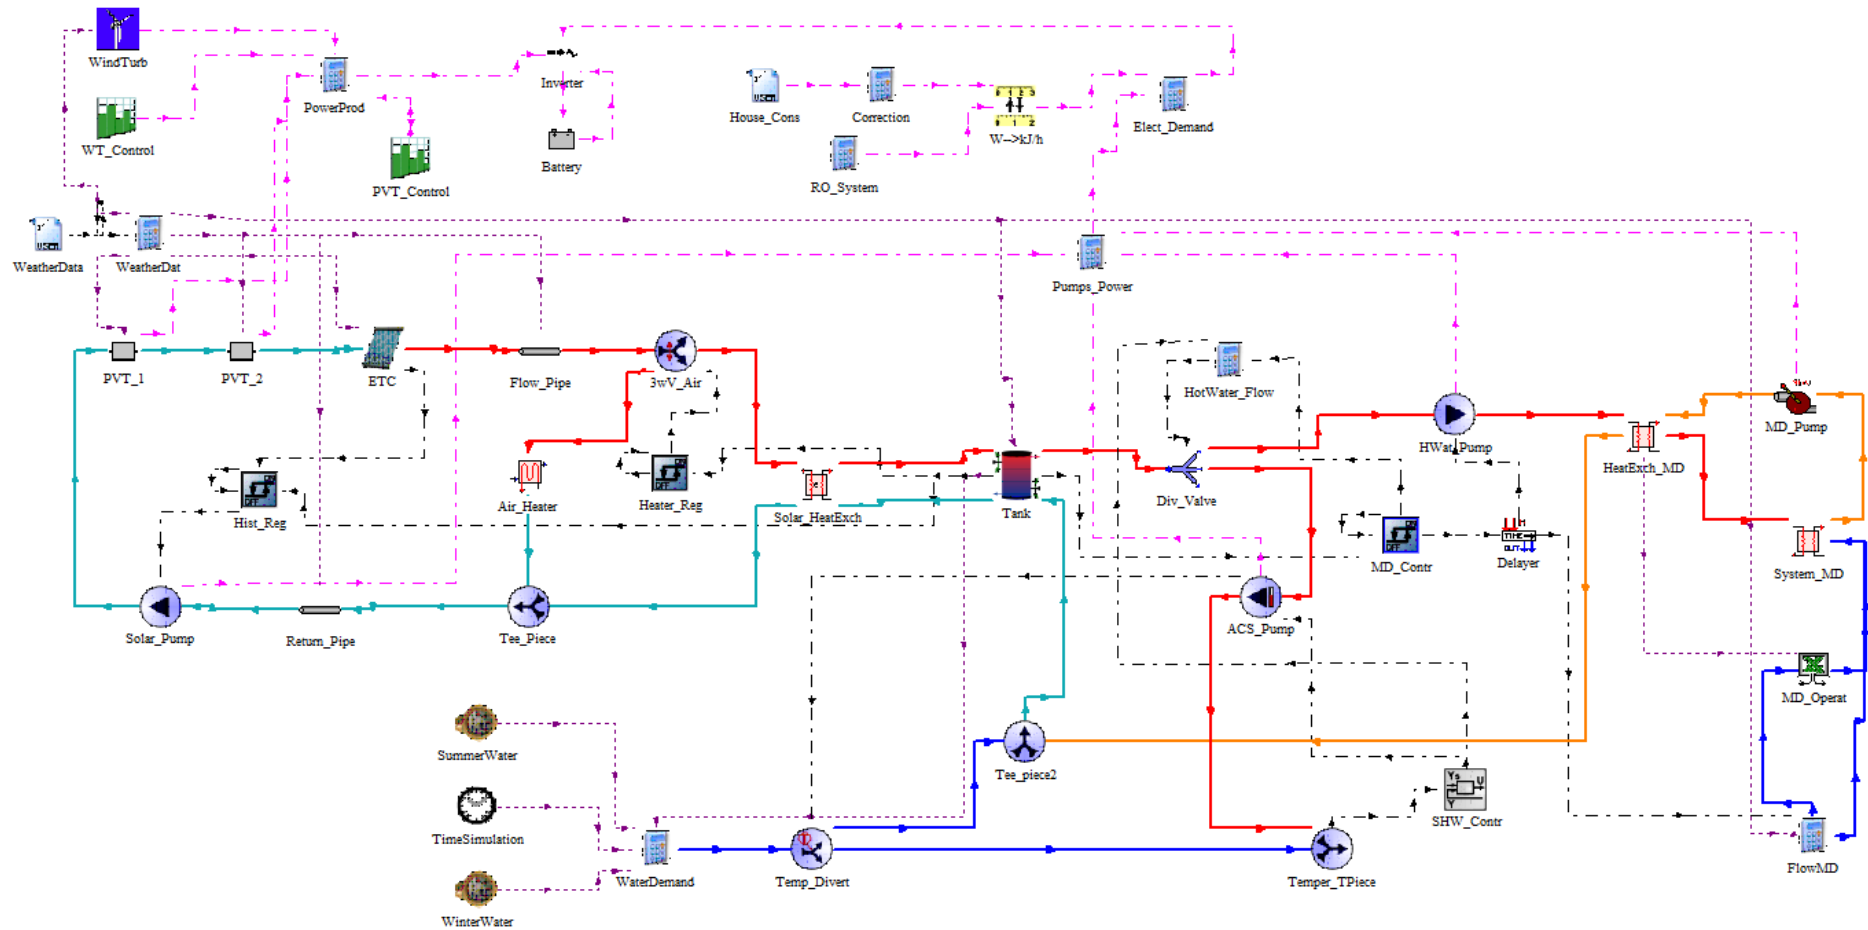 WindTurb
WT_Control
PowerProd
PVT_Control
Inverter
Battery
House_Cons
Correction
RO_System
W-->kJ/h
Elect_Demand
WeatherData
WeatherDat
Pumps_Power
PVT_1
PVT_2
ETC
Flow_Pipe
3wV_Air
HotWater_Flow
HWat_Pump
MD_Pump
HeatExch_MD
Hist_Reg
Air_Heater
Heater_Reg
Solar_HeatExch
Tank
Div_Valve
MD_Contr
Delayer
System_MD
Solar_Pump
Return_Pipe
Tee_Piece
ACS_Pump
MD_Operat
SummerWater
Tee_piece2
TimeSimulation
SHW_Contr
WaterDemand
Temp_Divert
Temper_TPiece
FlowMD
WinterWater